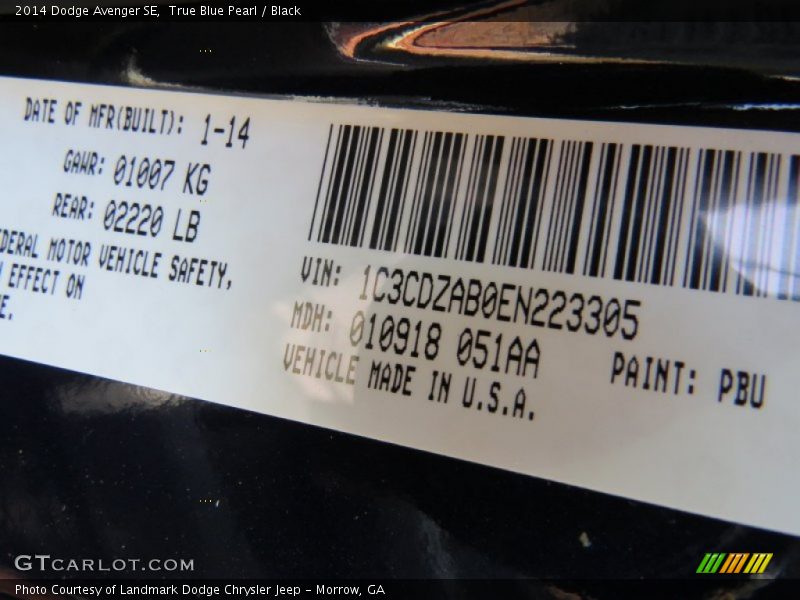 2014 Dodge Avenger SE,  True Blue Pearl / Black
DATE OF MFR(BUILT): 1-14
GAWR: 01007 KG
REAR: 02220 LB
MOTOR VEHICLE SAFETY,
EFFECT ON
VIN: 1C3CDZAB0EN223305
MDH: 010918 051AA
PAINT: PBU
VEHICLE MADE IN U.S.A.
GTCARLOT.COM
Photo Courtesy of Landmark Dodge Chrysler Jeep - Morrow, GA